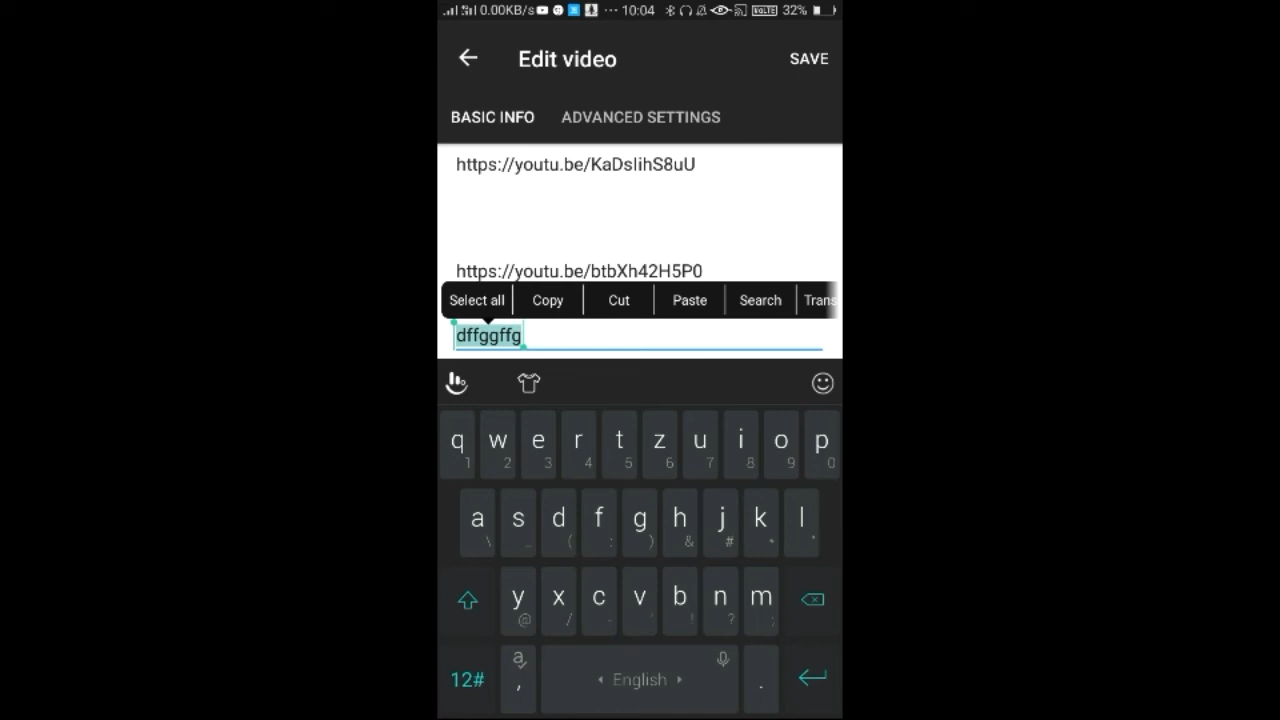 0.00KB/s ... 10:04 VOLTE 32%
Edit video SAVE
BASIC INFO ADVANCED SETTINGS
https://youtu.be/KaDslihS8uU
https://youtu.be/btbXh42H5P0
Select all Copy Cut Paste Search Trans
dffggffg
q w e r t z u i o p
1 2 3 4 5 6 7 8 9 0
a s d f g h j k l
\ _ ( : ) & # * '
y x c v b n m
@ / - ' ! ? ;
12# a , English .